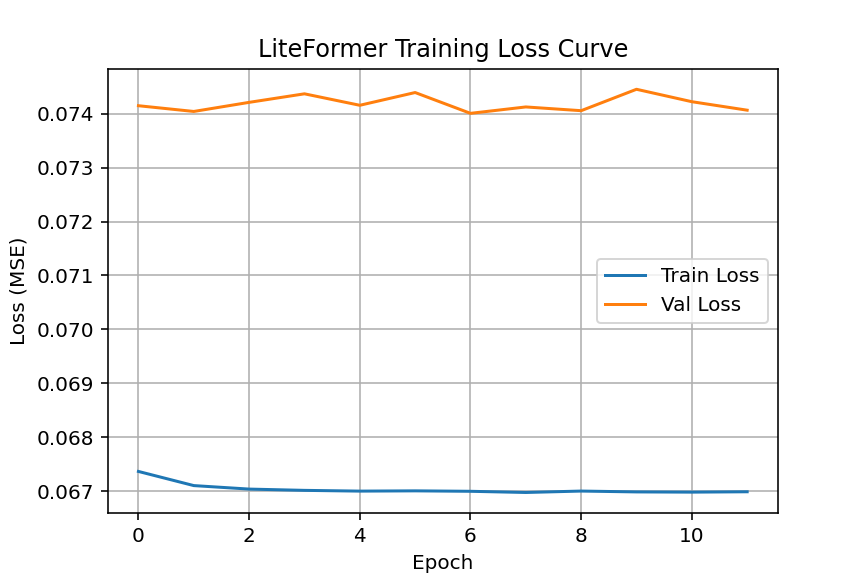 LiteFormer Training Loss Curve
0.074
0.073
0.072
0.071
0.070
0.069
0.068
0.067
Loss (MSE)
Train Loss
Val Loss
0 2 4 6 8 10
Epoch